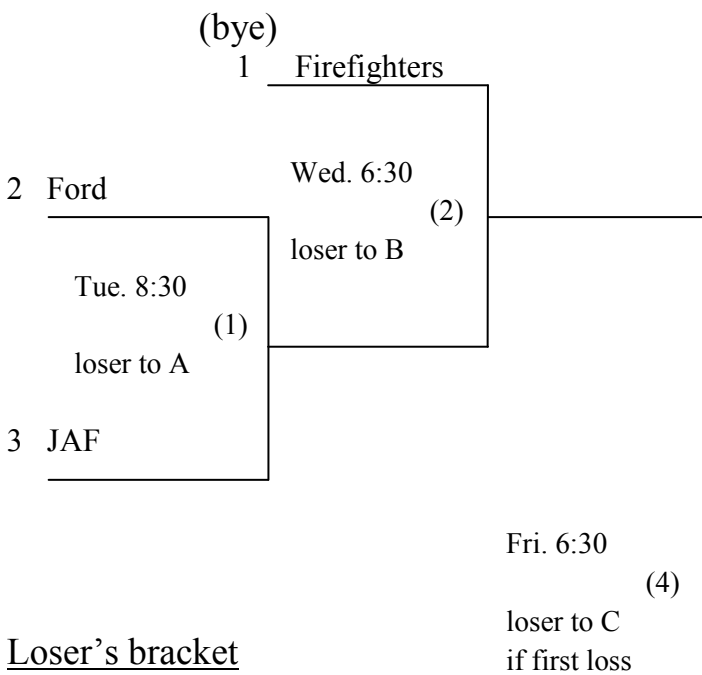 (bye)
1 Firefighters
Wed. 6:30
2 Ford
(2)
loser to B
Tue. 8:30
(1)
loser to A
3 JAF
Fri. 6:30
(4)
loser to C
if first loss
Loser’s bracket